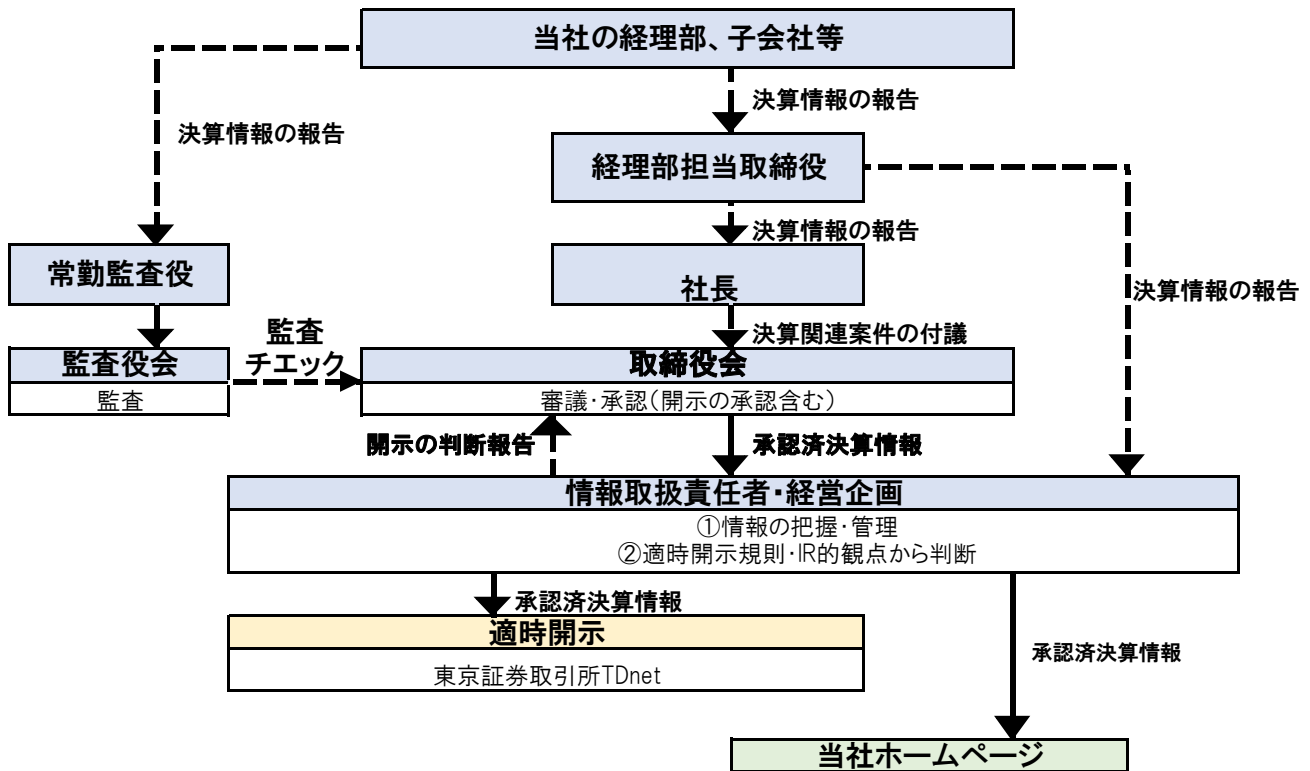 当社の経理部、子会社等
決算情報の報告
決算情報の報告
経理部担当取締役
決算情報の報告
常勤監査役
社長
決算情報の報告
監査
チエック
決算関連案件の付議
監査役会
取締役会
監査
審議・承認（開示の承認含む）
開示の判断報告
承認済決算情報
情報取扱責任者・経営企画
①情報の把握・管理
②適時開示規則・IR的観点から判断
承認済決算情報
適時開示
東京証券取引所TDnet
承認済決算情報
当社ホームページ